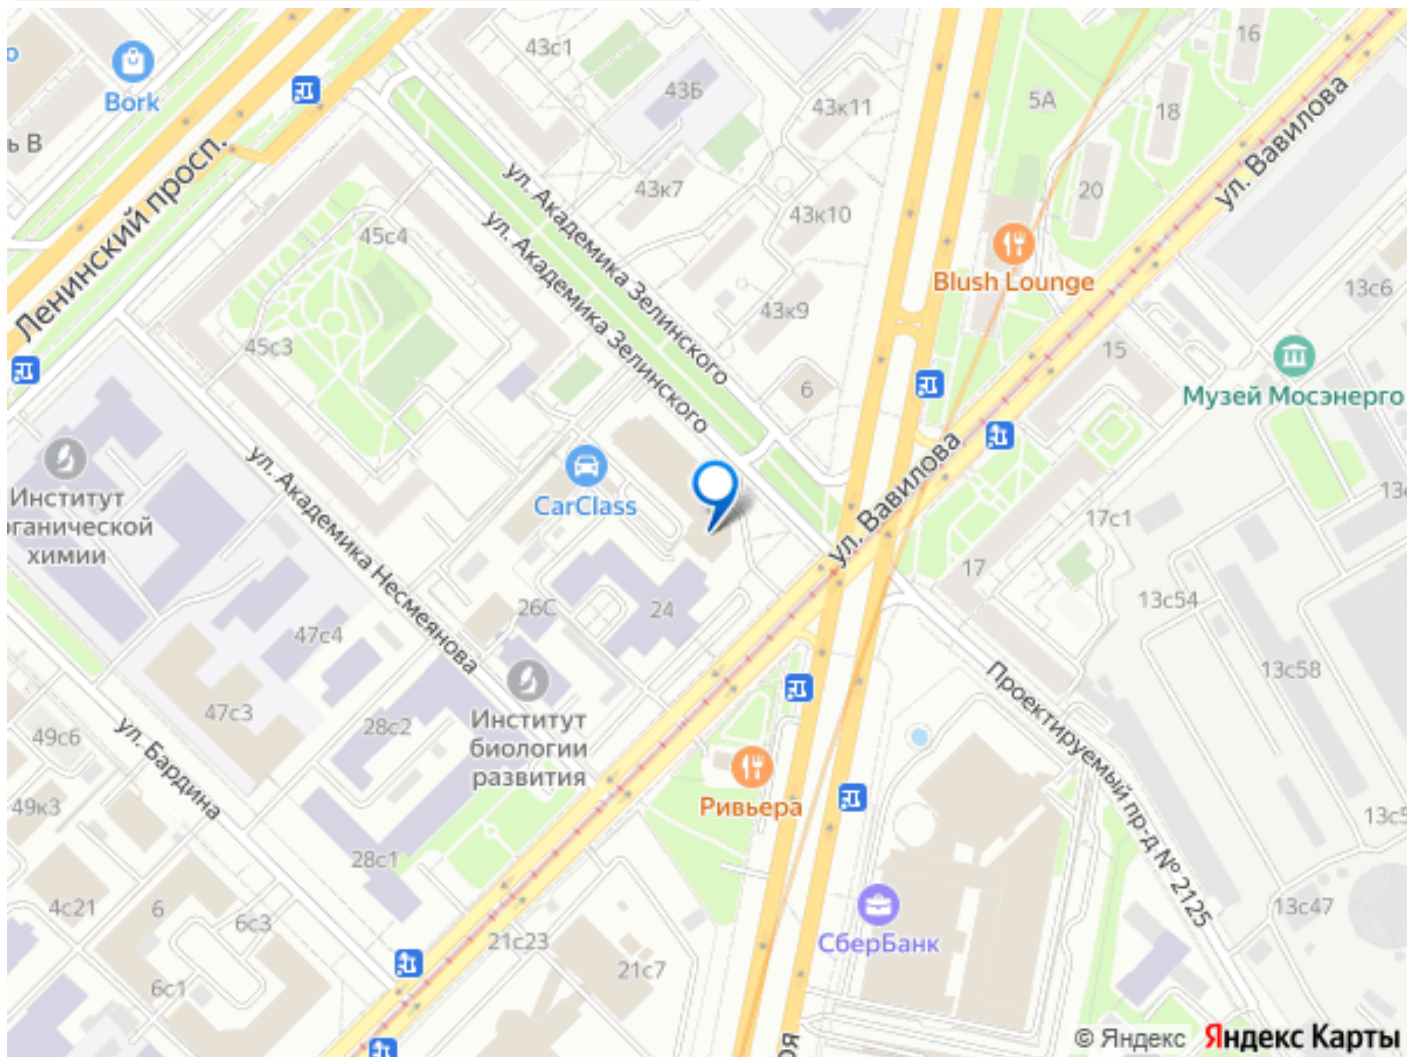 43с1
16
Bork
43Б
43к11
5А
18
ь В
Ленинский просп.
ул. Академика Зелинского
ул. Вавилова
43к7
20
43к10
45с4
ул. Академика Зелинского
Blush Lounge
13с6
43к9
45с3
15
6
Музей Мосэнерго
ул. Вавилова
Институт
рганической
химии
CarClass
ул. Академика Несмеянова
17с1
17
13с54
26С
24
47с4
13с58
47с3
28с2
Институт
биологии
развития
49с6
ул. Бардина
Проектируемый пр-д № 2125
49к3
Ривьера
28с1
4с21
6
6с3
13с47
СберБанк
21с23
21с7
6с1
© Яндекс Яндекс Карты